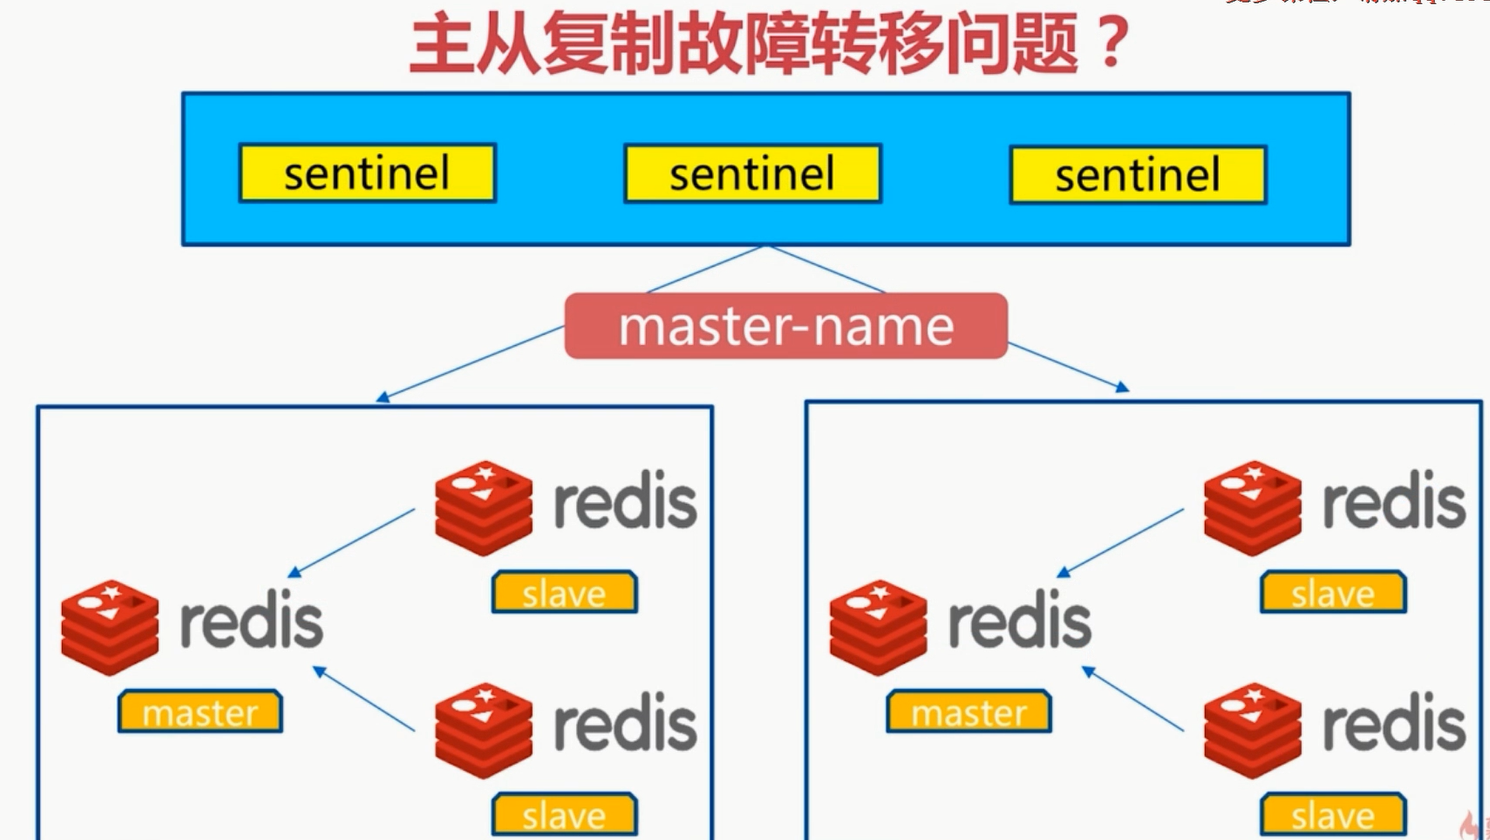 主从复制故障转移问题？
sentinel
sentinel
sentinel
master-name
redis
slave
redis
master
redis
slave
redis
slave
redis
master
redis
slave